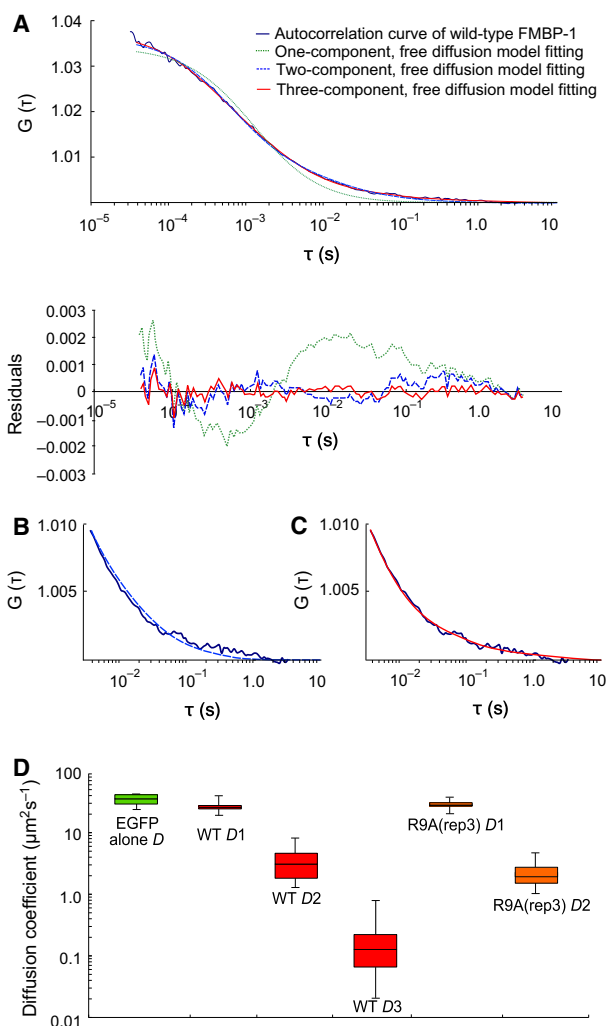 A
G (τ)
1.04
1.03
1.02
1.01
Autocorrelation curve of wild-type FMBP-1
One-component, free diffusion model fitting
Two-component, free diffusion model fitting
Three-component, free diffusion model fitting
10⁻⁵ 10⁻⁴ 10⁻³ 10⁻² 10⁻¹ 1.0 10
τ (s)
Residuals
0.003
0.002
0.001
0
–0.001
–0.002
–0.003
10⁻⁵ 10⁻⁴ 10⁻³ 10⁻² 10⁻¹ 1.0 10
τ (s)
B
G (τ)
1.010
1.005
10⁻² 10⁻¹ 1.0 10
τ (s)
C
G (τ)
1.010
1.005
10⁻² 10⁻¹ 1.0 10
τ (s)
D
Diffusion coefficient (μm²s⁻¹)
100
10
1.0
0.1
0.01
EGFP
alone D
WT D1
WT D2
WT D3
R9A(rep3) D1
R9A(rep3) D2